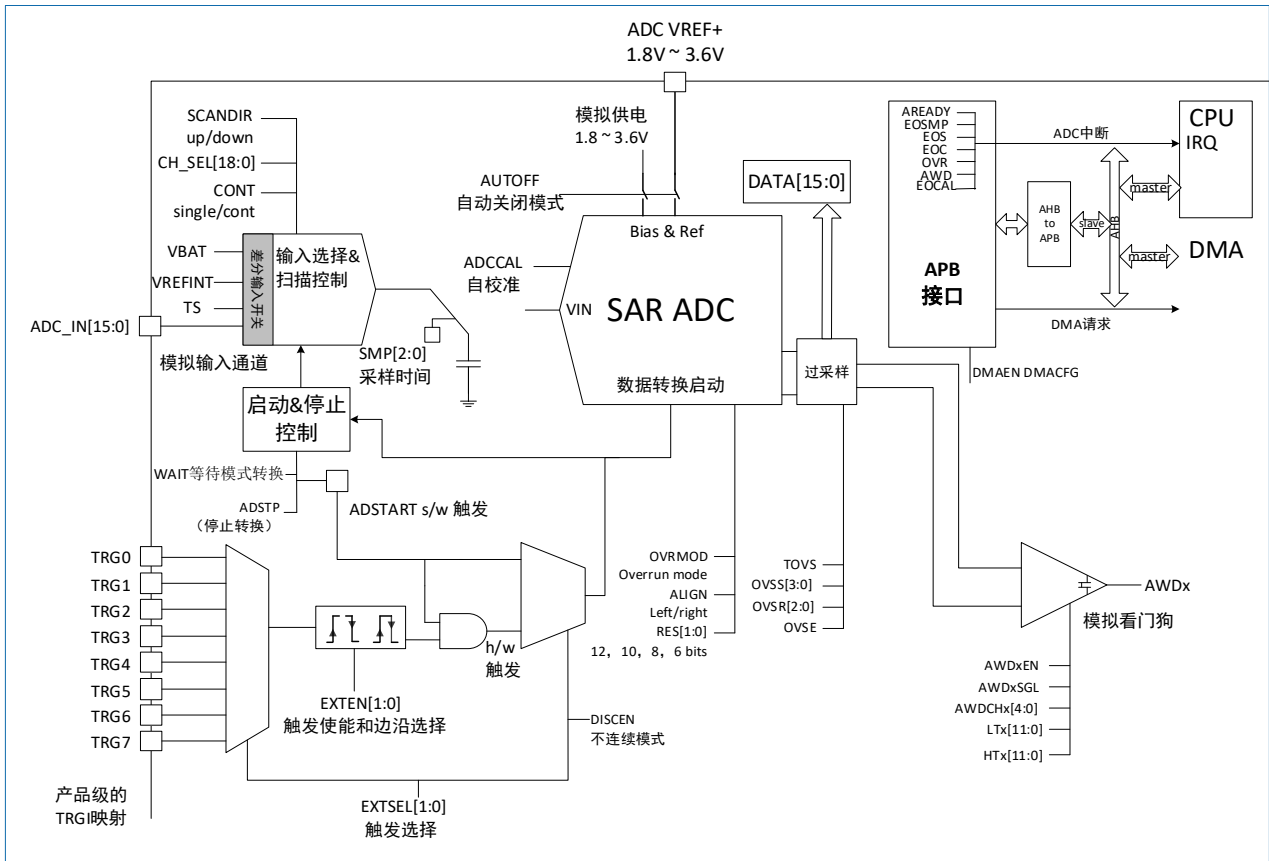 ADC VREF+
1.8V ~ 3.6V
SCANDIR
up/down
CH_SEL[18:0]
CONT
single/cont
VBAT
VREFINT
TS
ADC_IN[15:0]
模拟输入通道
差分输入开关
输入选择&
扫描控制
SMP[2:0]
采样时间
模拟供电
1.8 ~ 3.6V
AUTOFF
自动关闭模式
ADCCAL
自校准
Bias & Ref
VIN
SAR ADC
数据转换启动
DATA[15:0]
过采样
AREADY
EOSMP
EOS
EOC
OVR
AWD
EOCAL
APB
接口
ADC中断
CPU
IRQ
AHB
to
APB
slave
AHB
master
master
DMA
DMA请求
DMAEN DMACFG
启动&停止
控制
WAIT等待模式转换
ADSTP
（停止转换）
ADSTART s/w 触发
TRG0
TRG1
TRG2
TRG3
TRG4
TRG5
TRG6
TRG7
产品级的
TRGI映射
EXTEN[1:0]
触发使能和边沿选择
h/w
触发
EXTSEL[1:0]
触发选择
DISCEN
不连续模式
OVRMOD
Overrun mode
ALIGN
Left/right
RES[1:0]
12，10，8，6 bits
TOVS
OVSS[3:0]
OVSR[2:0]
OVSE
AWDx
模拟看门狗
AWDxEN
AWDxSGL
AWDCHx[4:0]
LTx[11:0]
HTx[11:0]